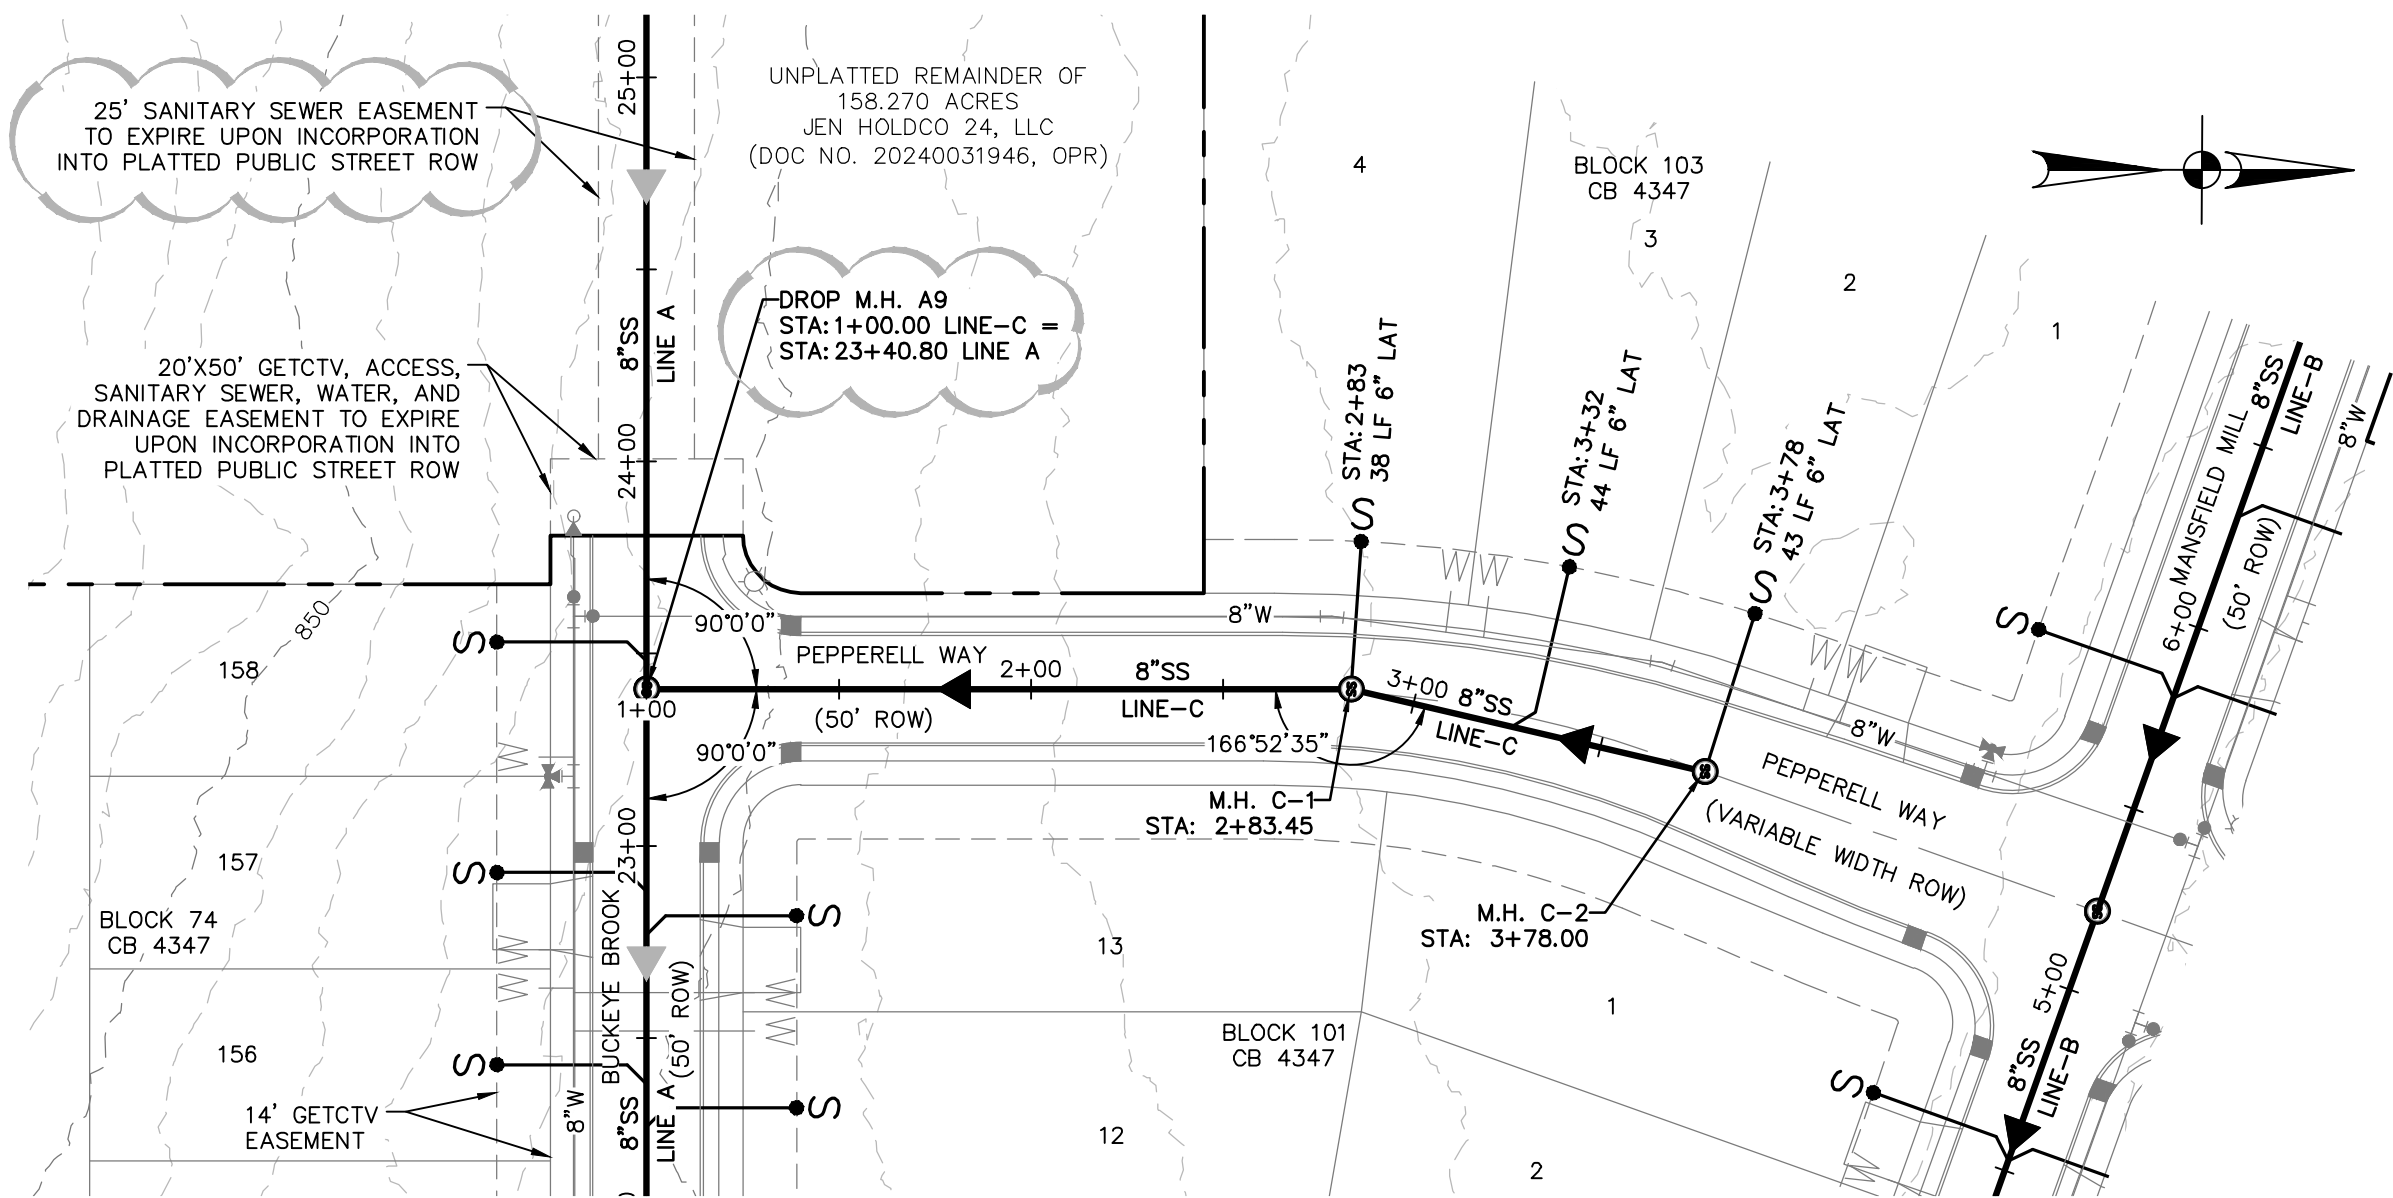 25' SANITARY SEWER EASEMENT
TO EXPIRE UPON INCORPORATION
INTO PLATTED PUBLIC STREET ROW
25+00
UNPLATTED REMAINDER OF
158.270 ACRES
JEN HOLDCO 24, LLC
(DOC NO. 20240031946, OPR)
4
BLOCK 103
CB 4347
3
2
1
DROP M.H. A9
STA:1+00.00 LINE-C =
STA:23+40.80 LINE A
8"SS
LINE A
20'X50' GETCTV, ACCESS,
SANITARY SEWER, WATER, AND
DRAINAGE EASEMENT TO EXPIRE
UPON INCORPORATION INTO
PLATTED PUBLIC STREET ROW
24+00
STA:2+83
38 LF 6" LAT
S
STA:3+32
44 LF 6" LAT
S
STA:3+78
43 LF 6" LAT
S
8"SS
LINE-B
8"W
MANSFIELD MILL
(50' ROW)
6+00
S
850
W W
W W
8"W
8"W
90°0'0"
90°0'0"
S
158
PEPPERELL WAY
2+00
8"SS
LINE-C
(50' ROW)
SS
1+00
SS
3+00
8"SS
LINE-C
166°52'35"
SS
M.H. C-1
STA: 2+83.45
PEPPERELL WAY
(VARIABLE WIDTH ROW)
M.H. C-2
STA: 3+78.00
SS
W
157
S
23+00
BLOCK 74
CB 4347
S
W
W
W
W
BUCKEYE BROOK
(50' ROW)
13
BLOCK 101
CB 4347
1
5+00
8"SS
LINE-B
S
W
156
S
14' GETCTV
EASEMENT
8"W
8"SS
LINE A
S
12
2